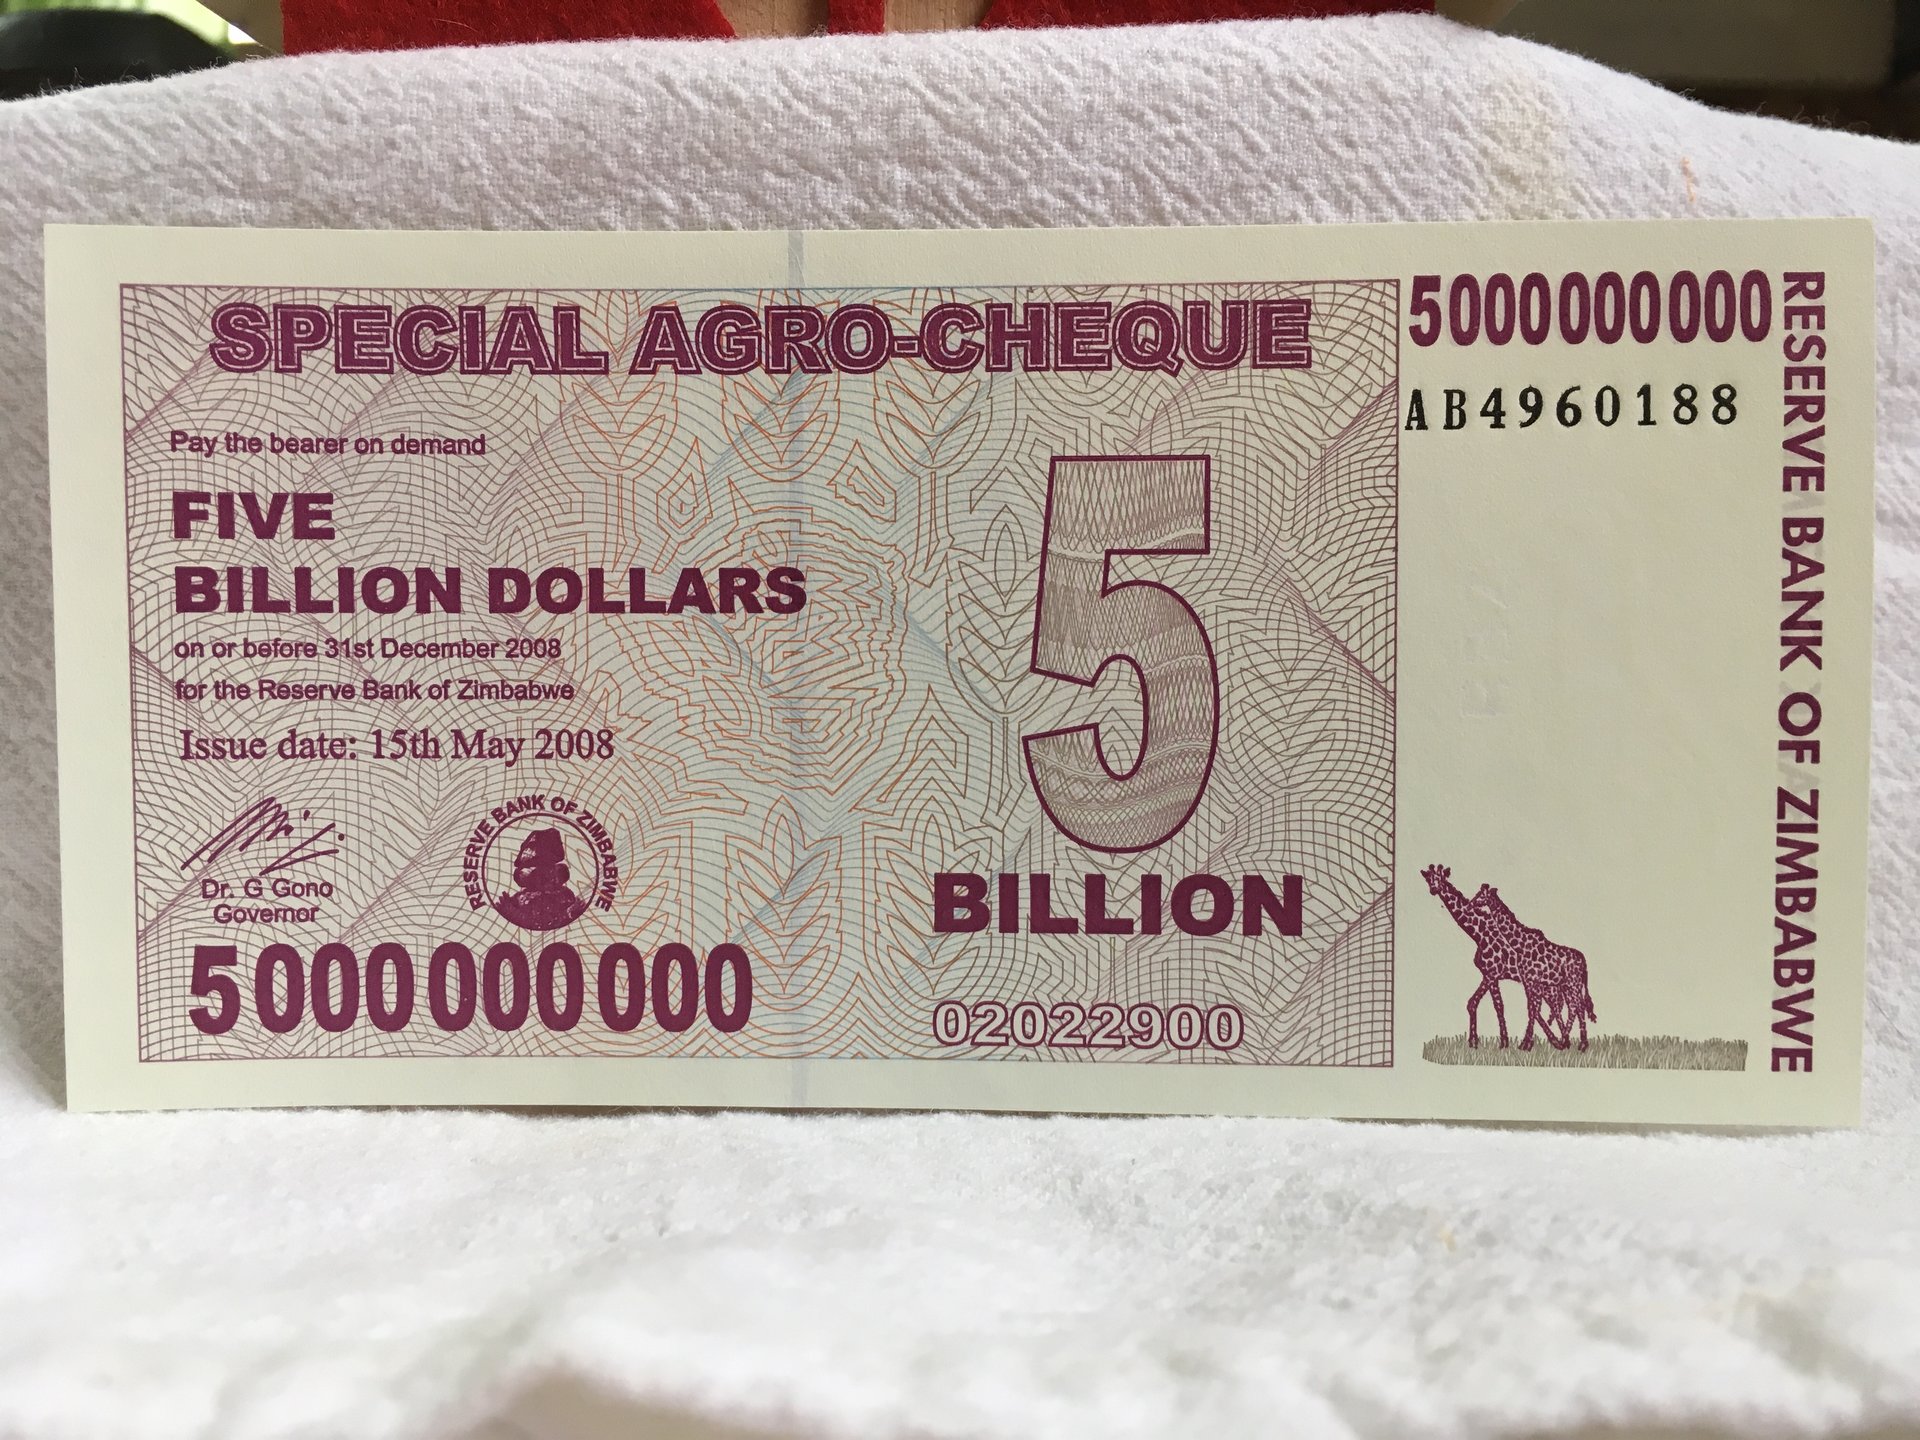 SPECIAL AGRO-CHEQUE
5000000000
AB4960188
Pay the bearer on demand
FIVE
BILLION DOLLARS
on or before 31st December 2008
for the Reserve Bank of Zimbabwe
Issue date: 15th May 2008
Dr. G Gono
Governor
RESERVE BANK OF ZIMBABWE
5000000000
5
BILLION
02022900
RESERVE BANK OF ZIMBABWE